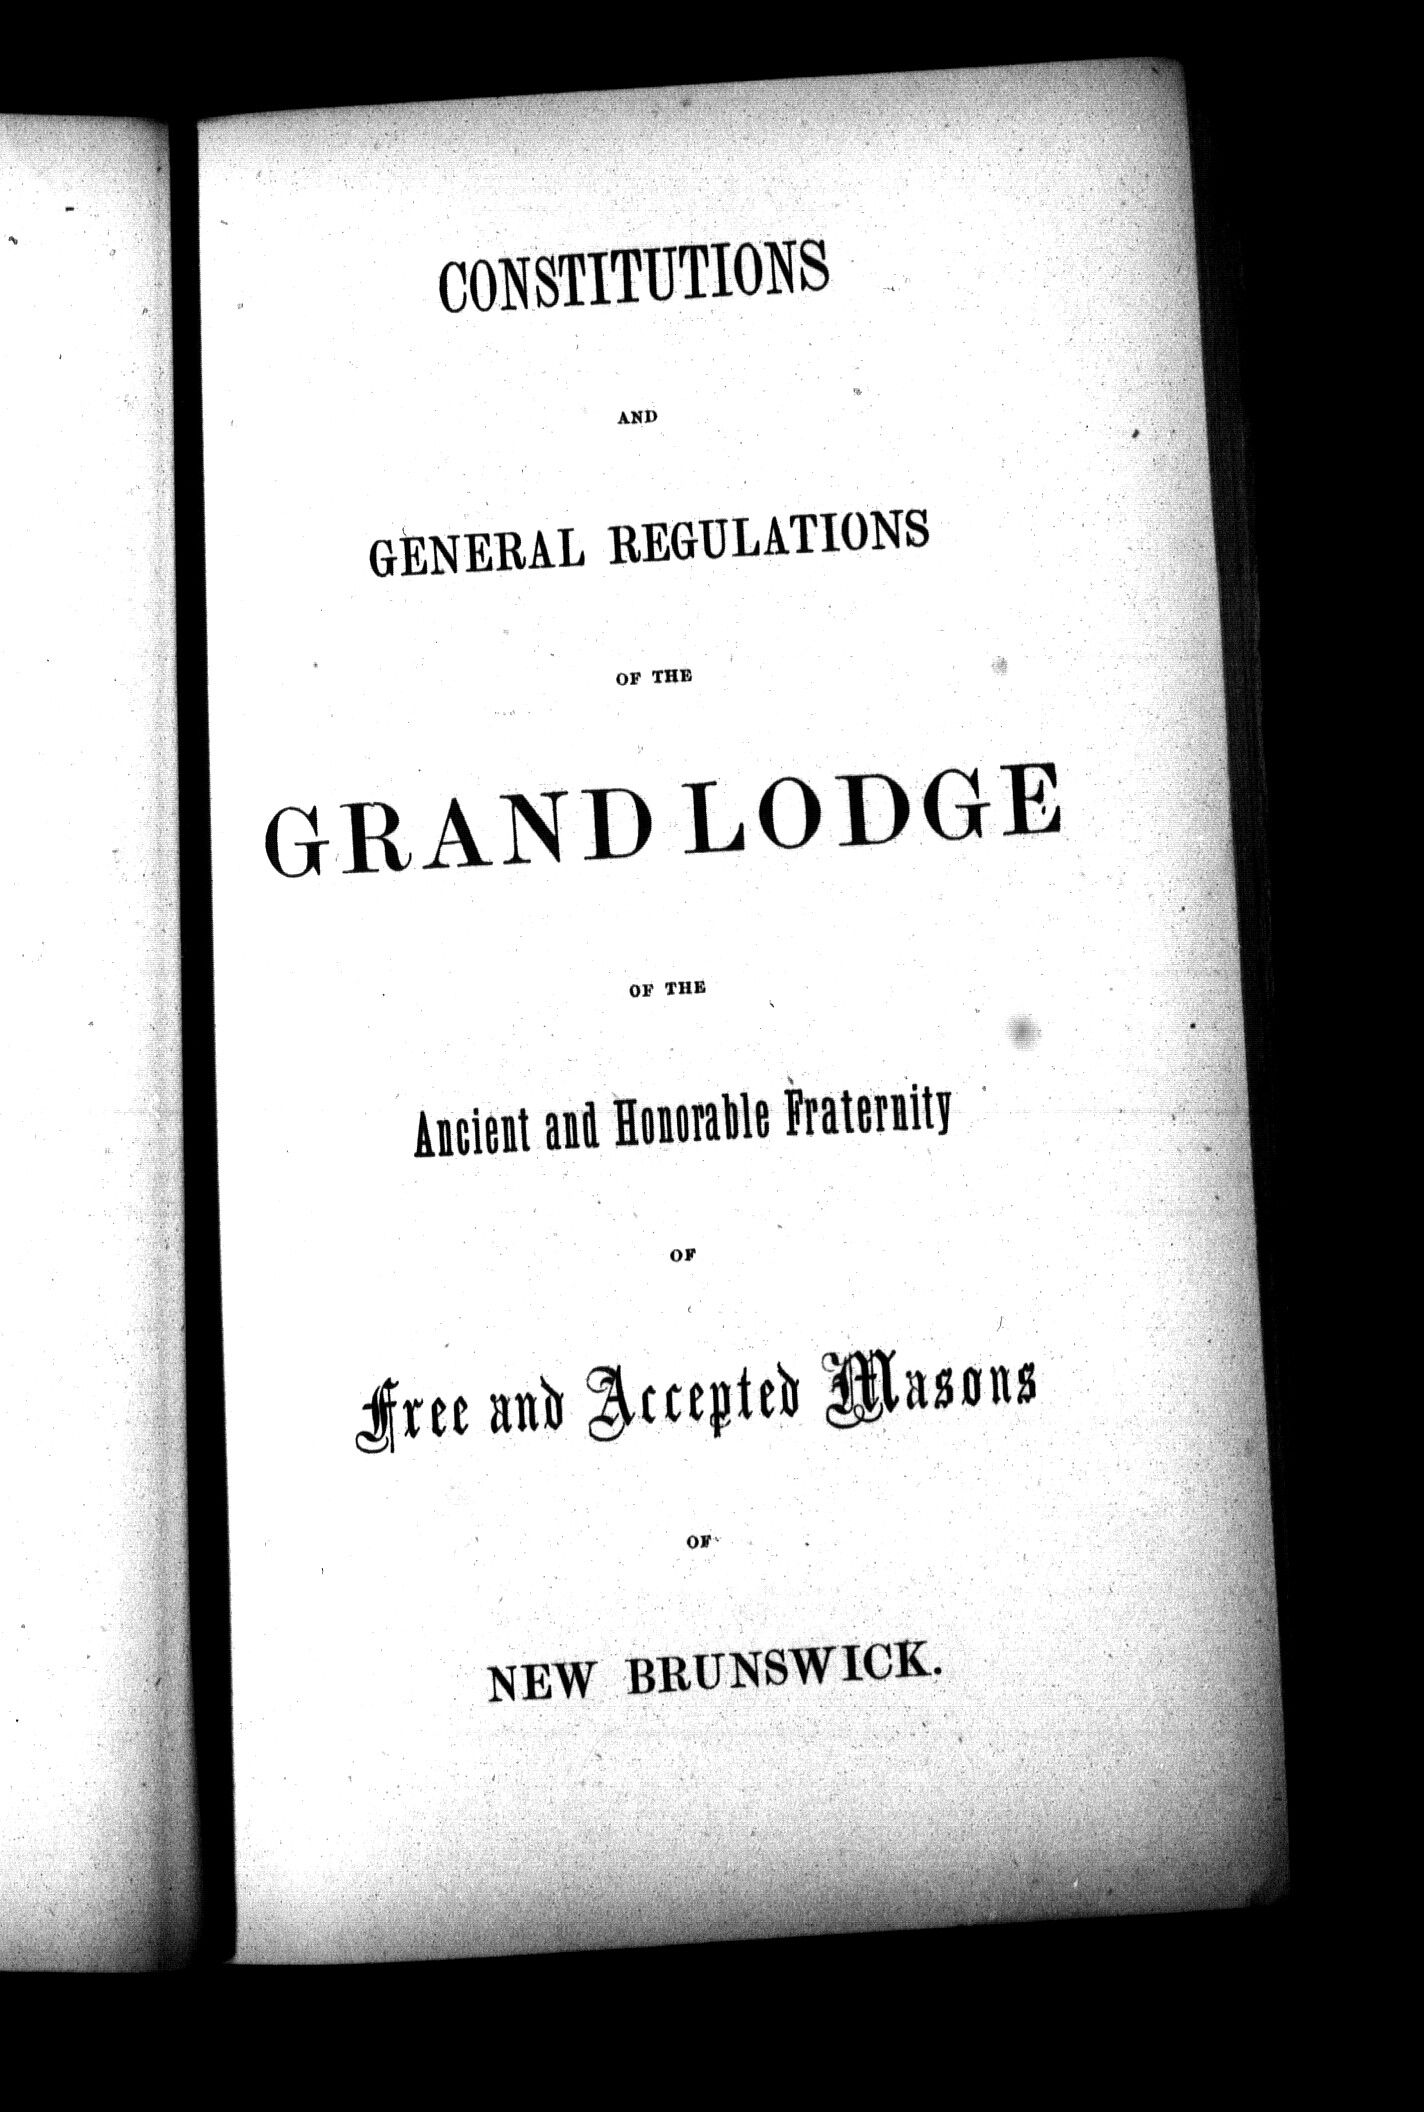 CONSTITUTIONS
AND
GENERAL REGULATIONS
OF THE
GRAND LODGE
OF THE
Ancient and Honorable Fraternity
OF
Free and Accepted Masons
OF
NEW BRUNSWICK.